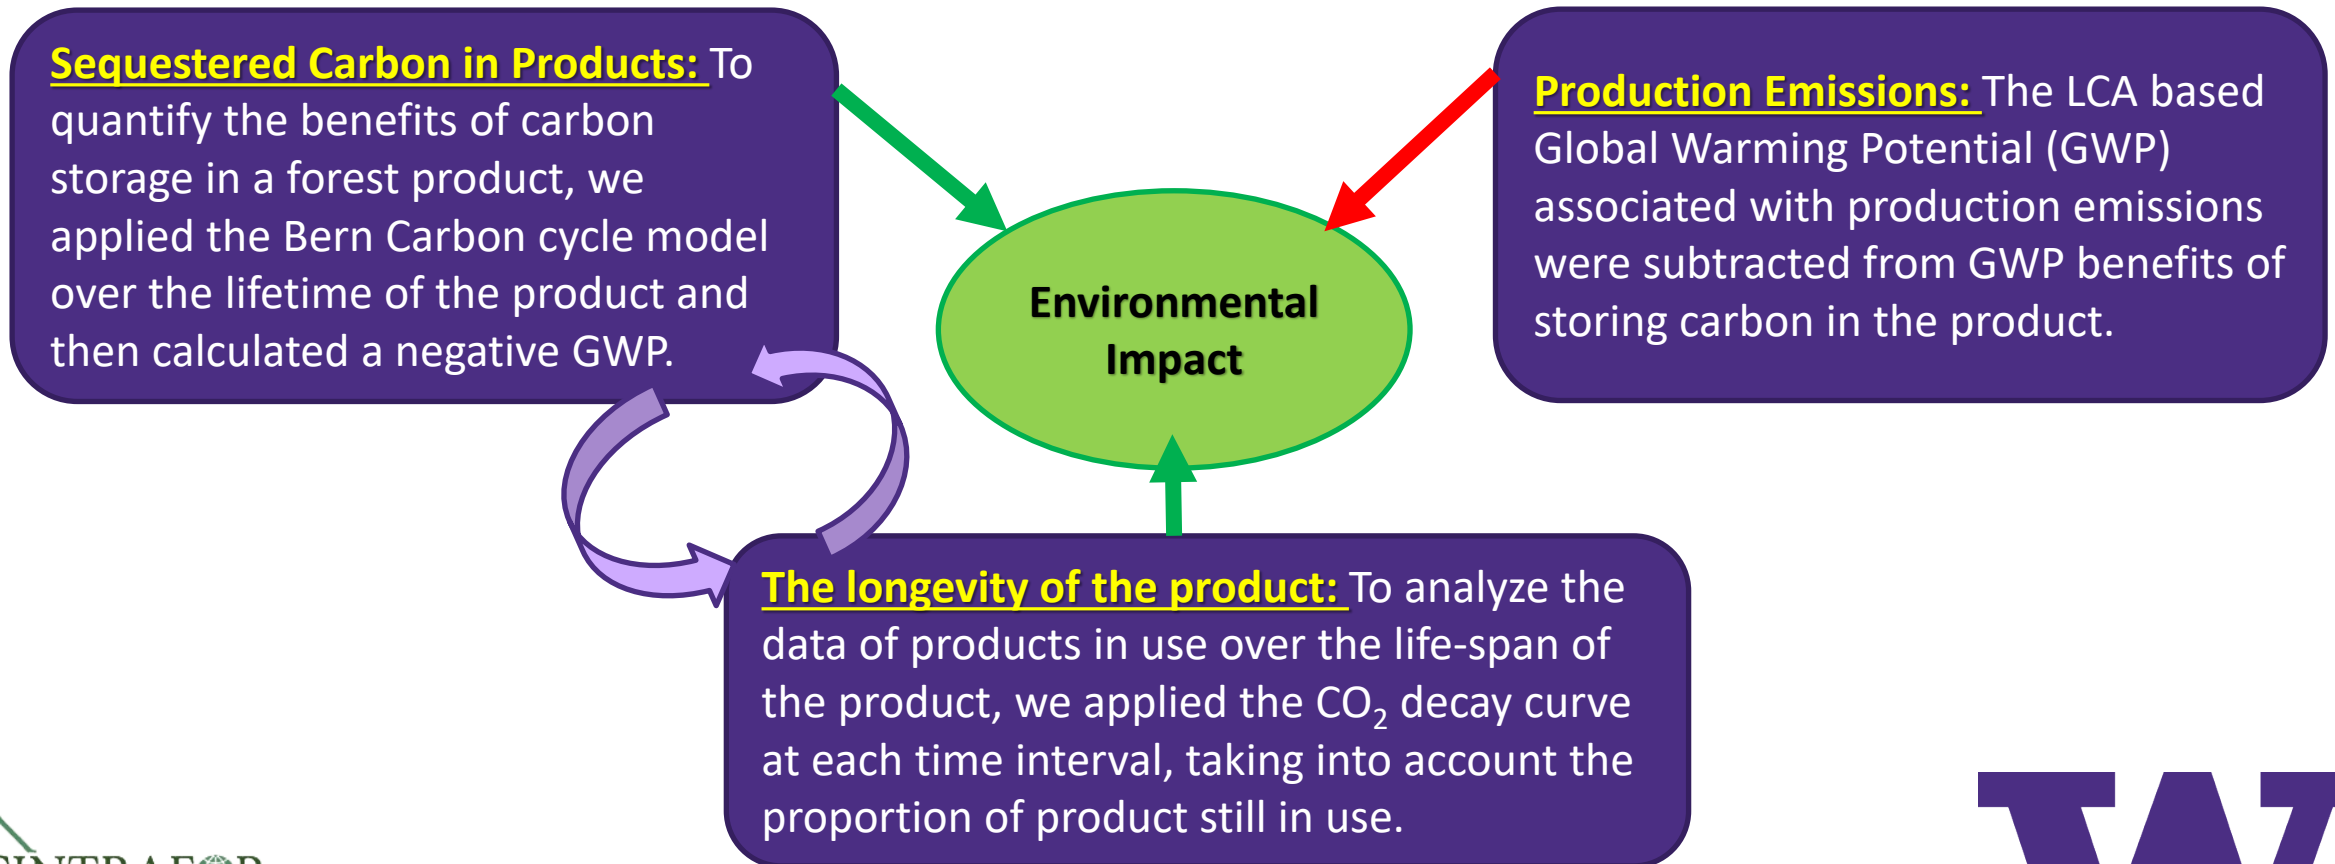 Sequestered Carbon in Products: To
quantify the benefits of carbon
storage in a forest product, we
applied the Bern Carbon cycle model
over the lifetime of the product and
then calculated a negative GWP.
Production Emissions: The LCA based
Global Warming Potential (GWP)
associated with production emissions
were subtracted from GWP benefits of
storing carbon in the product.
Environmental
Impact
The longevity of the product: To analyze the
data of products in use over the life-span of
the product, we applied the CO₂ decay curve
at each time interval, taking into account the
proportion of product still in use.
W